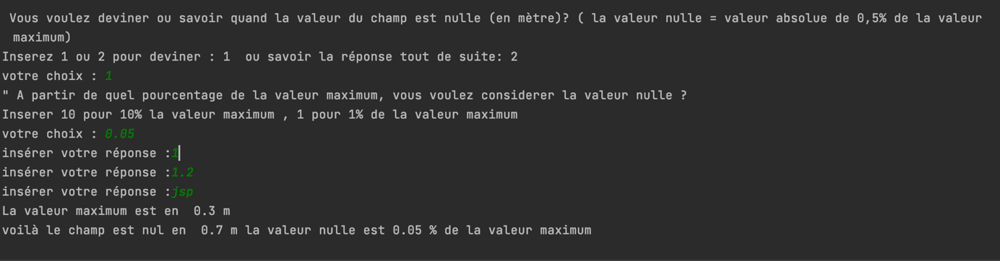 Vous voulez deviner ou savoir quand la valeur du champ est nulle (en mètre)? ( la valeur nulle = valeur absolue de 0,5% de la valeur
maximum)
Inserez 1 ou 2 pour deviner : 1  ou savoir la réponse tout de suite: 2
votre choix : 1
" A partir de quel pourcentage de la valeur maximum, vous voulez considerer la valeur nulle ?
Inserer 10 pour 10% la valeur maximum , 1 pour 1% de la valeur maximum
votre choix : 0.05
insérer votre réponse :1
insérer votre réponse :1.2
insérer votre réponse :jsp
La valeur maximum est en  0.3 m
voilà le champ est nul en  0.7 m la valeur nulle est 0.05 % de la valeur maximum